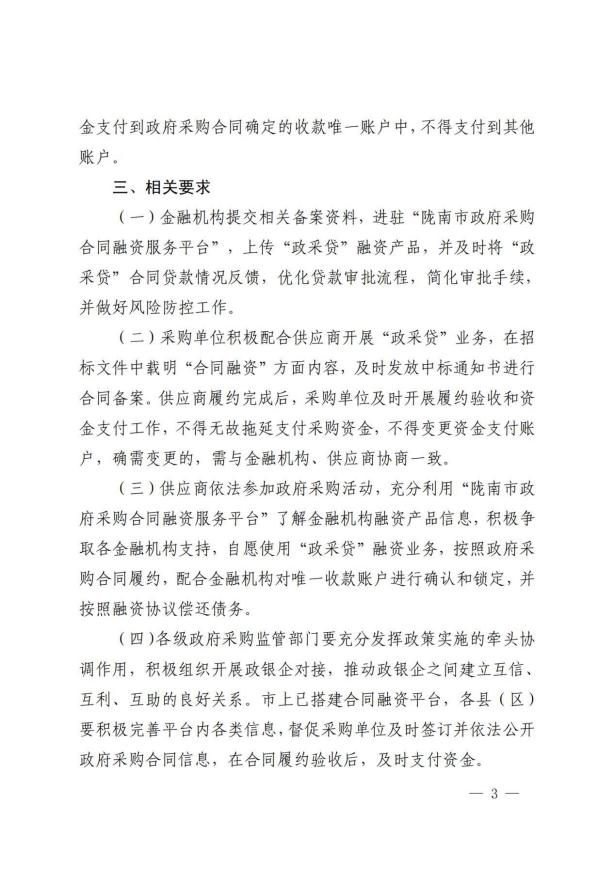 金支付到政府采购合同确定的收款唯一账户中，不得支付到其他
账户。
三、相关要求
（一）金融机构提交相关备案资料，进驻“陇南市政府采购
合同融资服务平台”，上传“政采贷”融资产品，并及时将“政
采贷”合同贷款情况反馈，优化贷款审批流程，简化审批手续，
并做好风险防控工作。
（二）采购单位积极配合供应商开展“政采贷”业务，在招
标文件中载明“合同融资”方面内容，及时发放中标通知书进行
合同备案。供应商履约完成后，采购单位及时开展履约验收和资
金支付工作，不得无故拖延支付采购资金，不得变更资金支付账
户，确需变更的，需与金融机构、供应商协商一致。
（三）供应商依法参加政府采购活动，充分利用“陇南市政
府采购合同融资服务平台”了解金融机构融资产品信息，积极争
取各金融机构支持，自愿使用“政采贷”融资业务，按照政府采
购合同履约，配合金融机构对唯一收款账户进行确认和锁定，并
按照融资协议偿还债务。
（四）各级政府采购监管部门要充分发挥政策实施的牵头协
调作用，积极组织开展政银企对接，推动政银企之间建立互信、
互利、互助的良好关系。市上已搭建合同融资平台，各县（区）
要积极完善平台内各类信息，督促采购单位及时签订并依法公开
政府采购合同信息，在合同履约验收后，及时支付资金。
— 3 —